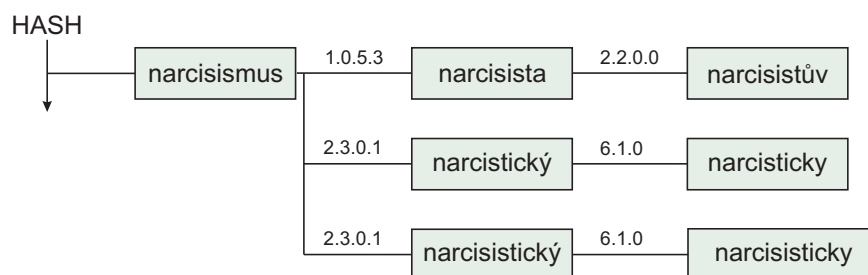 HASH
narcisismus 1.0.5.3 narcisista 2.2.0.0 narcisistův
2.3.0.1 narcistický 6.1.0 narcisticky
2.3.0.1 narcisistický 6.1.0 narcisisticky